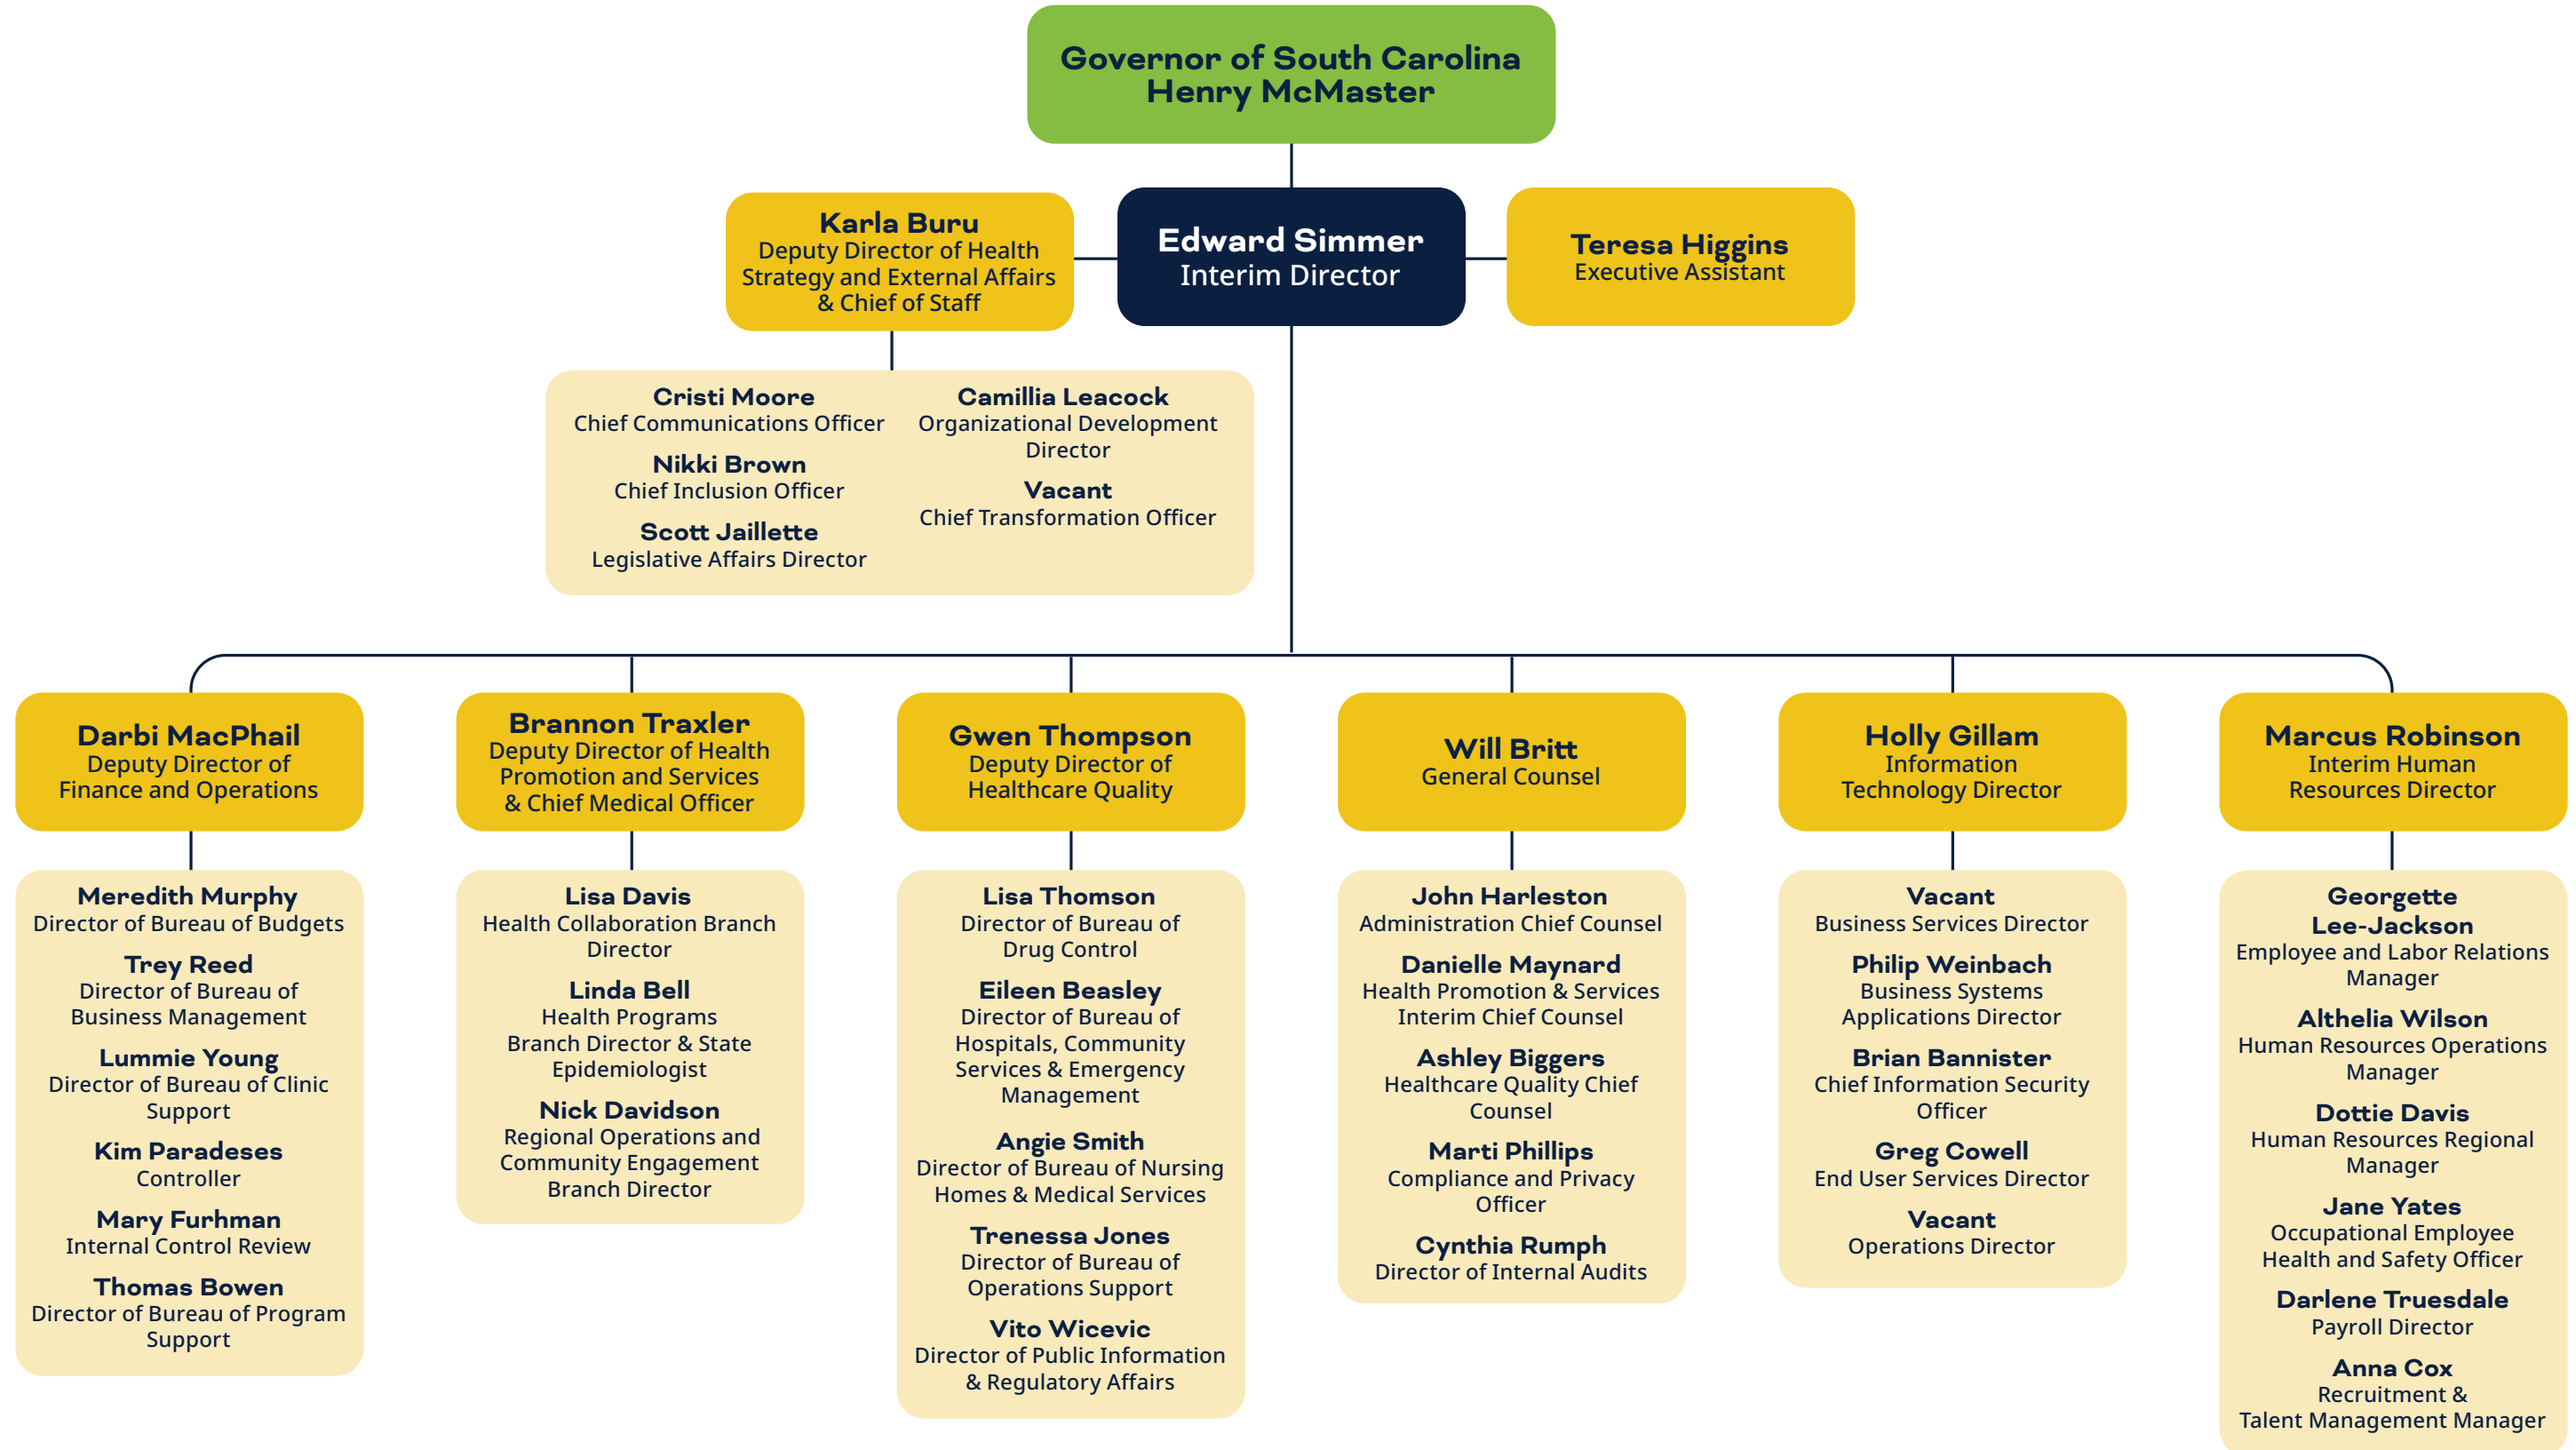 Governor of South Carolina
Henry McMaster
Karla Buru
Deputy Director of Health
Strategy and External Affairs
& Chief of Staff
Edward Simmer
Interim Director
Teresa Higgins
Executive Assistant
Cristi Moore
Chief Communications Officer
Nikki Brown
Chief Inclusion Officer
Scott Jaillette
Legislative Affairs Director
Camillia Leacock
Organizational Development
Director
Vacant
Chief Transformation Officer
Darbi MacPhail
Deputy Director of
Finance and Operations
Meredith Murphy
Director of Bureau of Budgets
Trey Reed
Director of Bureau of
Business Management
Lummie Young
Director of Bureau of Clinic
Support
Kim Paradeses
Controller
Mary Furhman
Internal Control Review
Thomas Bowen
Director of Bureau of Program
Support
Brannon Traxler
Deputy Director of Health
Promotion and Services
& Chief Medical Officer
Lisa Davis
Health Collaboration Branch
Director
Linda Bell
Health Programs
Branch Director & State
Epidemiologist
Nick Davidson
Regional Operations and
Community Engagement
Branch Director
Gwen Thompson
Deputy Director of
Healthcare Quality
Lisa Thomson
Director of Bureau of
Drug Control
Eileen Beasley
Director of Bureau of
Hospitals, Community
Services & Emergency
Management
Angie Smith
Director of Bureau of Nursing
Homes & Medical Services
Trenessa Jones
Director of Bureau of
Operations Support
Vito Wicevic
Director of Public Information
& Regulatory Affairs
Will Britt
General Counsel
John Harleston
Administration Chief Counsel
Danielle Maynard
Health Promotion & Services
Interim Chief Counsel
Ashley Biggers
Healthcare Quality Chief
Counsel
Marti Phillips
Compliance and Privacy
Officer
Cynthia Rumph
Director of Internal Audits
Holly Gillam
Information
Technology Director
Vacant
Business Services Director
Philip Weinbach
Business Systems
Applications Director
Brian Bannister
Chief Information Security
Officer
Greg Cowell
End User Services Director
Vacant
Operations Director
Marcus Robinson
Interim Human
Resources Director
Georgette
Lee-Jackson
Employee and Labor Relations
Manager
Althelia Wilson
Human Resources Operations
Manager
Dottie Davis
Human Resources Regional
Manager
Jane Yates
Occupational Employee
Health and Safety Officer
Darlene Truesdale
Payroll Director
Anna Cox
Recruitment &
Talent Management Manager